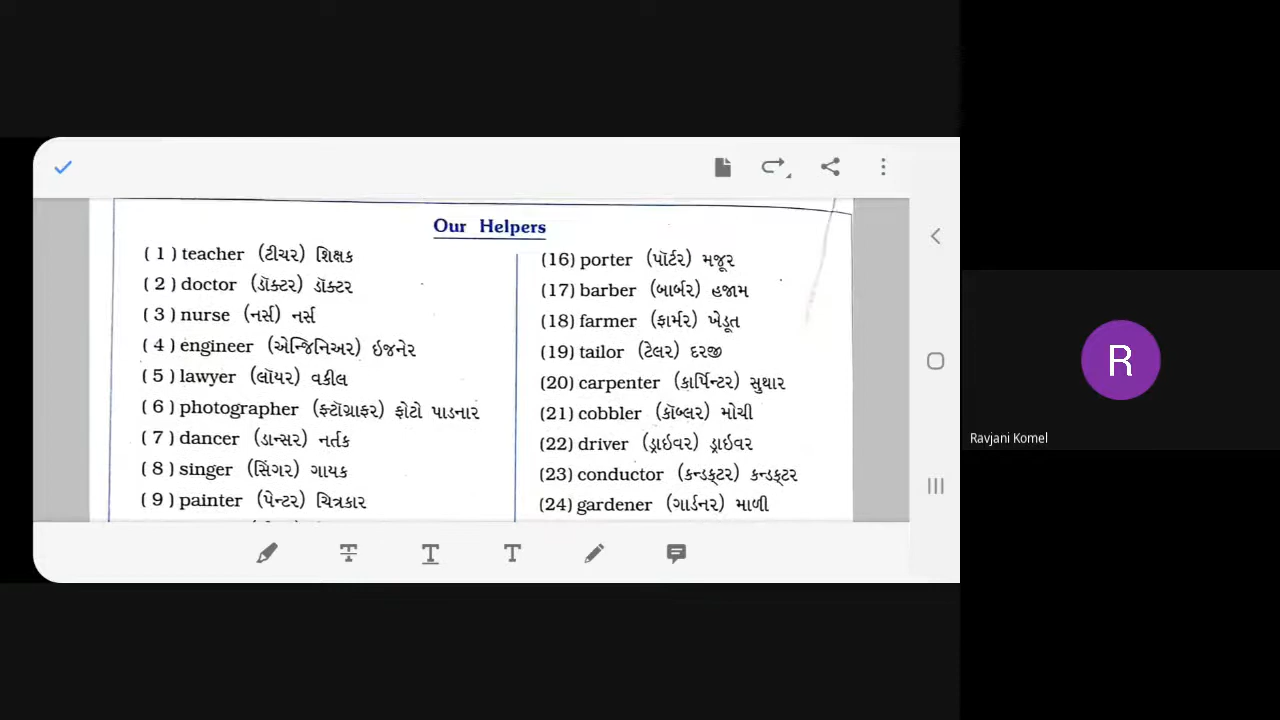 Our Helpers
( 1 ) teacher (ટીચર) શિક્ષક
( 2 ) doctor (ડૉક્ટર) ડૉક્ટર
( 3 ) nurse (નર્સ) નર્સ
( 4 ) engineer (એન્જિનિઅર) ઇજનેર
( 5 ) lawyer (લૉયર) વકીલ
( 6 ) photographer (ફટૉગ્રાફર) ફોટો પાડનાર
( 7 ) dancer (ડાન્સર) નર્તક
( 8 ) singer (સિંગર) ગાયક
( 9 ) painter (પેન્ટર) ચિત્રકાર
(16) porter (પૉર્ટર) મજૂર
(17) barber (બાર્બર) હજામ
(18) farmer (ફાર્મર) ખેડૂત
(19) tailor (ટેલર) દરજી
(20) carpenter (કાર્પિન્ટર) સુથાર
(21) cobbler (કૉબ્લર) મોચી
(22) driver (ડ્રાઇવર) ડ્રાઇવર
(23) conductor (કન્ડક્ટર) કન્ડક્ટર
(24) gardener (ગાર્ડનર) માળી
R
Ravjani Komel